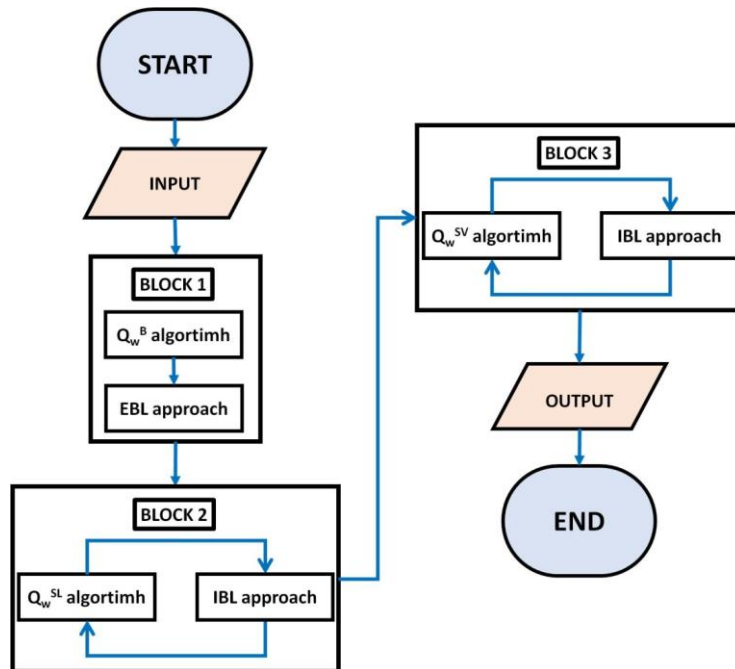 START
INPUT
BLOCK 1
Q_w^B algortimh
EBL approach
BLOCK 2
Q_w^SL algortimh
IBL approach
BLOCK 3
Q_w^SV algortimh
IBL approach
OUTPUT
END